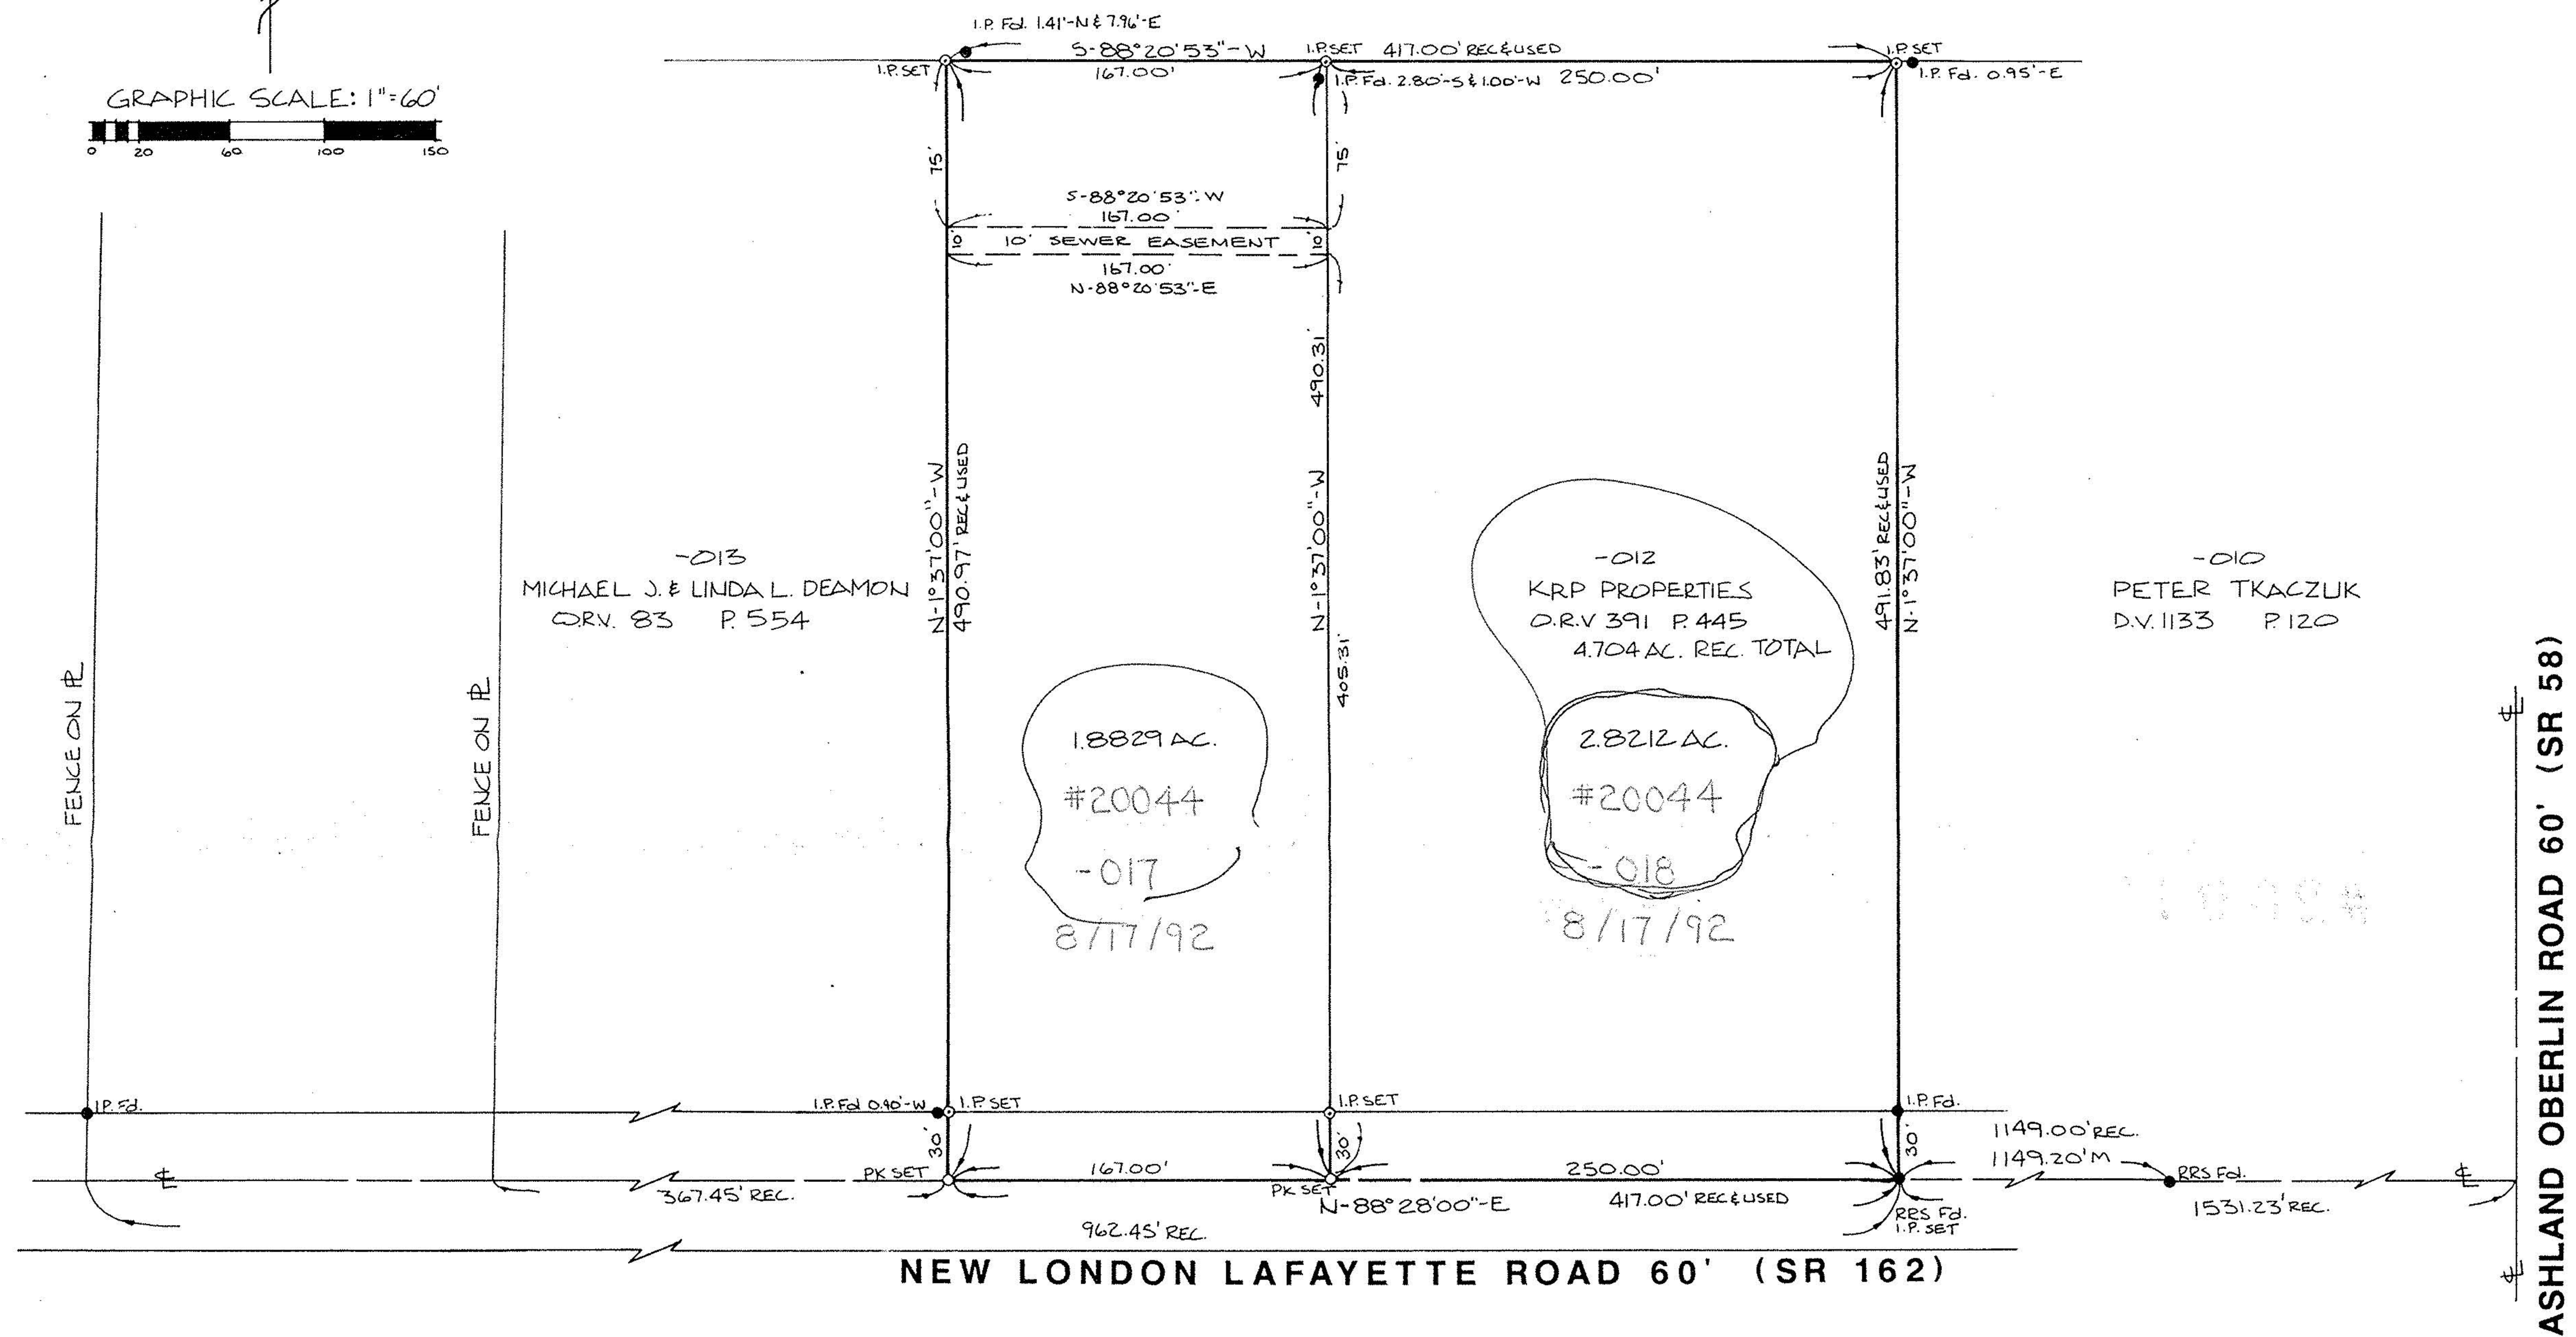 I.P. Fd. 1.41'-N & 7.96'-E
S-88°20'53"-W
I.P. SET
417.00' REC & USED
I.P. SET
I.P. SET
167.00'
I.P. Fd. 2.80'-S & 1.00'-W
250.00'
I.P. Fd. 0.95'-E
GRAPHIC SCALE: 1"=60'
0 20 60 100 150
75'
75'
S-88°20'53"-W
167.00'
10'
10' SEWER EASEMENT
10'
167.00'
N-88°20'53"-E
490.31'
N-1°37'00"-W
490.97' REC & USED
N-1°37'00"-W
405.31'
491.83' REC & USED
N-1°37'00"-W
-013
MICHAEL J. & LINDA L. DEAMON
O.R.V. 83 P. 554
-012
KRP PROPERTIES
O.R.V 391 P. 445
4.704 AC. REC. TOTAL
-010
PETER TKACZUK
D.V. 1133 P. 120
FENCE ON ⅊
FENCE ON ⅊
1.8829 AC.
#20044
-017
8/17/92
2.8212 AC.
#20044
-018
8/17/92
℄
ASHLAND OBERLIN ROAD 60' (SR 58)
℄
I.P. Fd.
I.P. Fd 0.90'-W
I.P. SET
I.P. SET
I.P. Fd.
30'
30'
30'
1149.00' REC.
1149.20' M
℄
PK SET
167.00'
250.00'
RRS Fd.
℄
367.45' REC.
PK SET
N-88°28'00"-E
417.00' REC & USED
1531.23' REC.
RRS Fd.
I.P. SET
962.45' REC.
NEW LONDON LAFAYETTE ROAD 60' (SR 162)